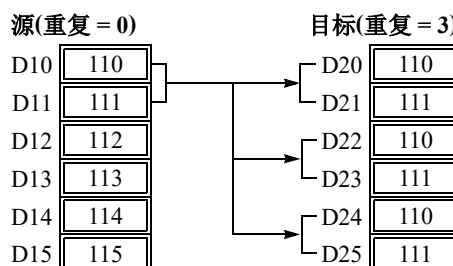 源(重复 = 0) 目标(重复 = 3)
D10 110 D20 110
D11 111 D21 111
D12 112 D22 110
D13 113 D23 111
D14 114 D24 110
D15 115 D25 111